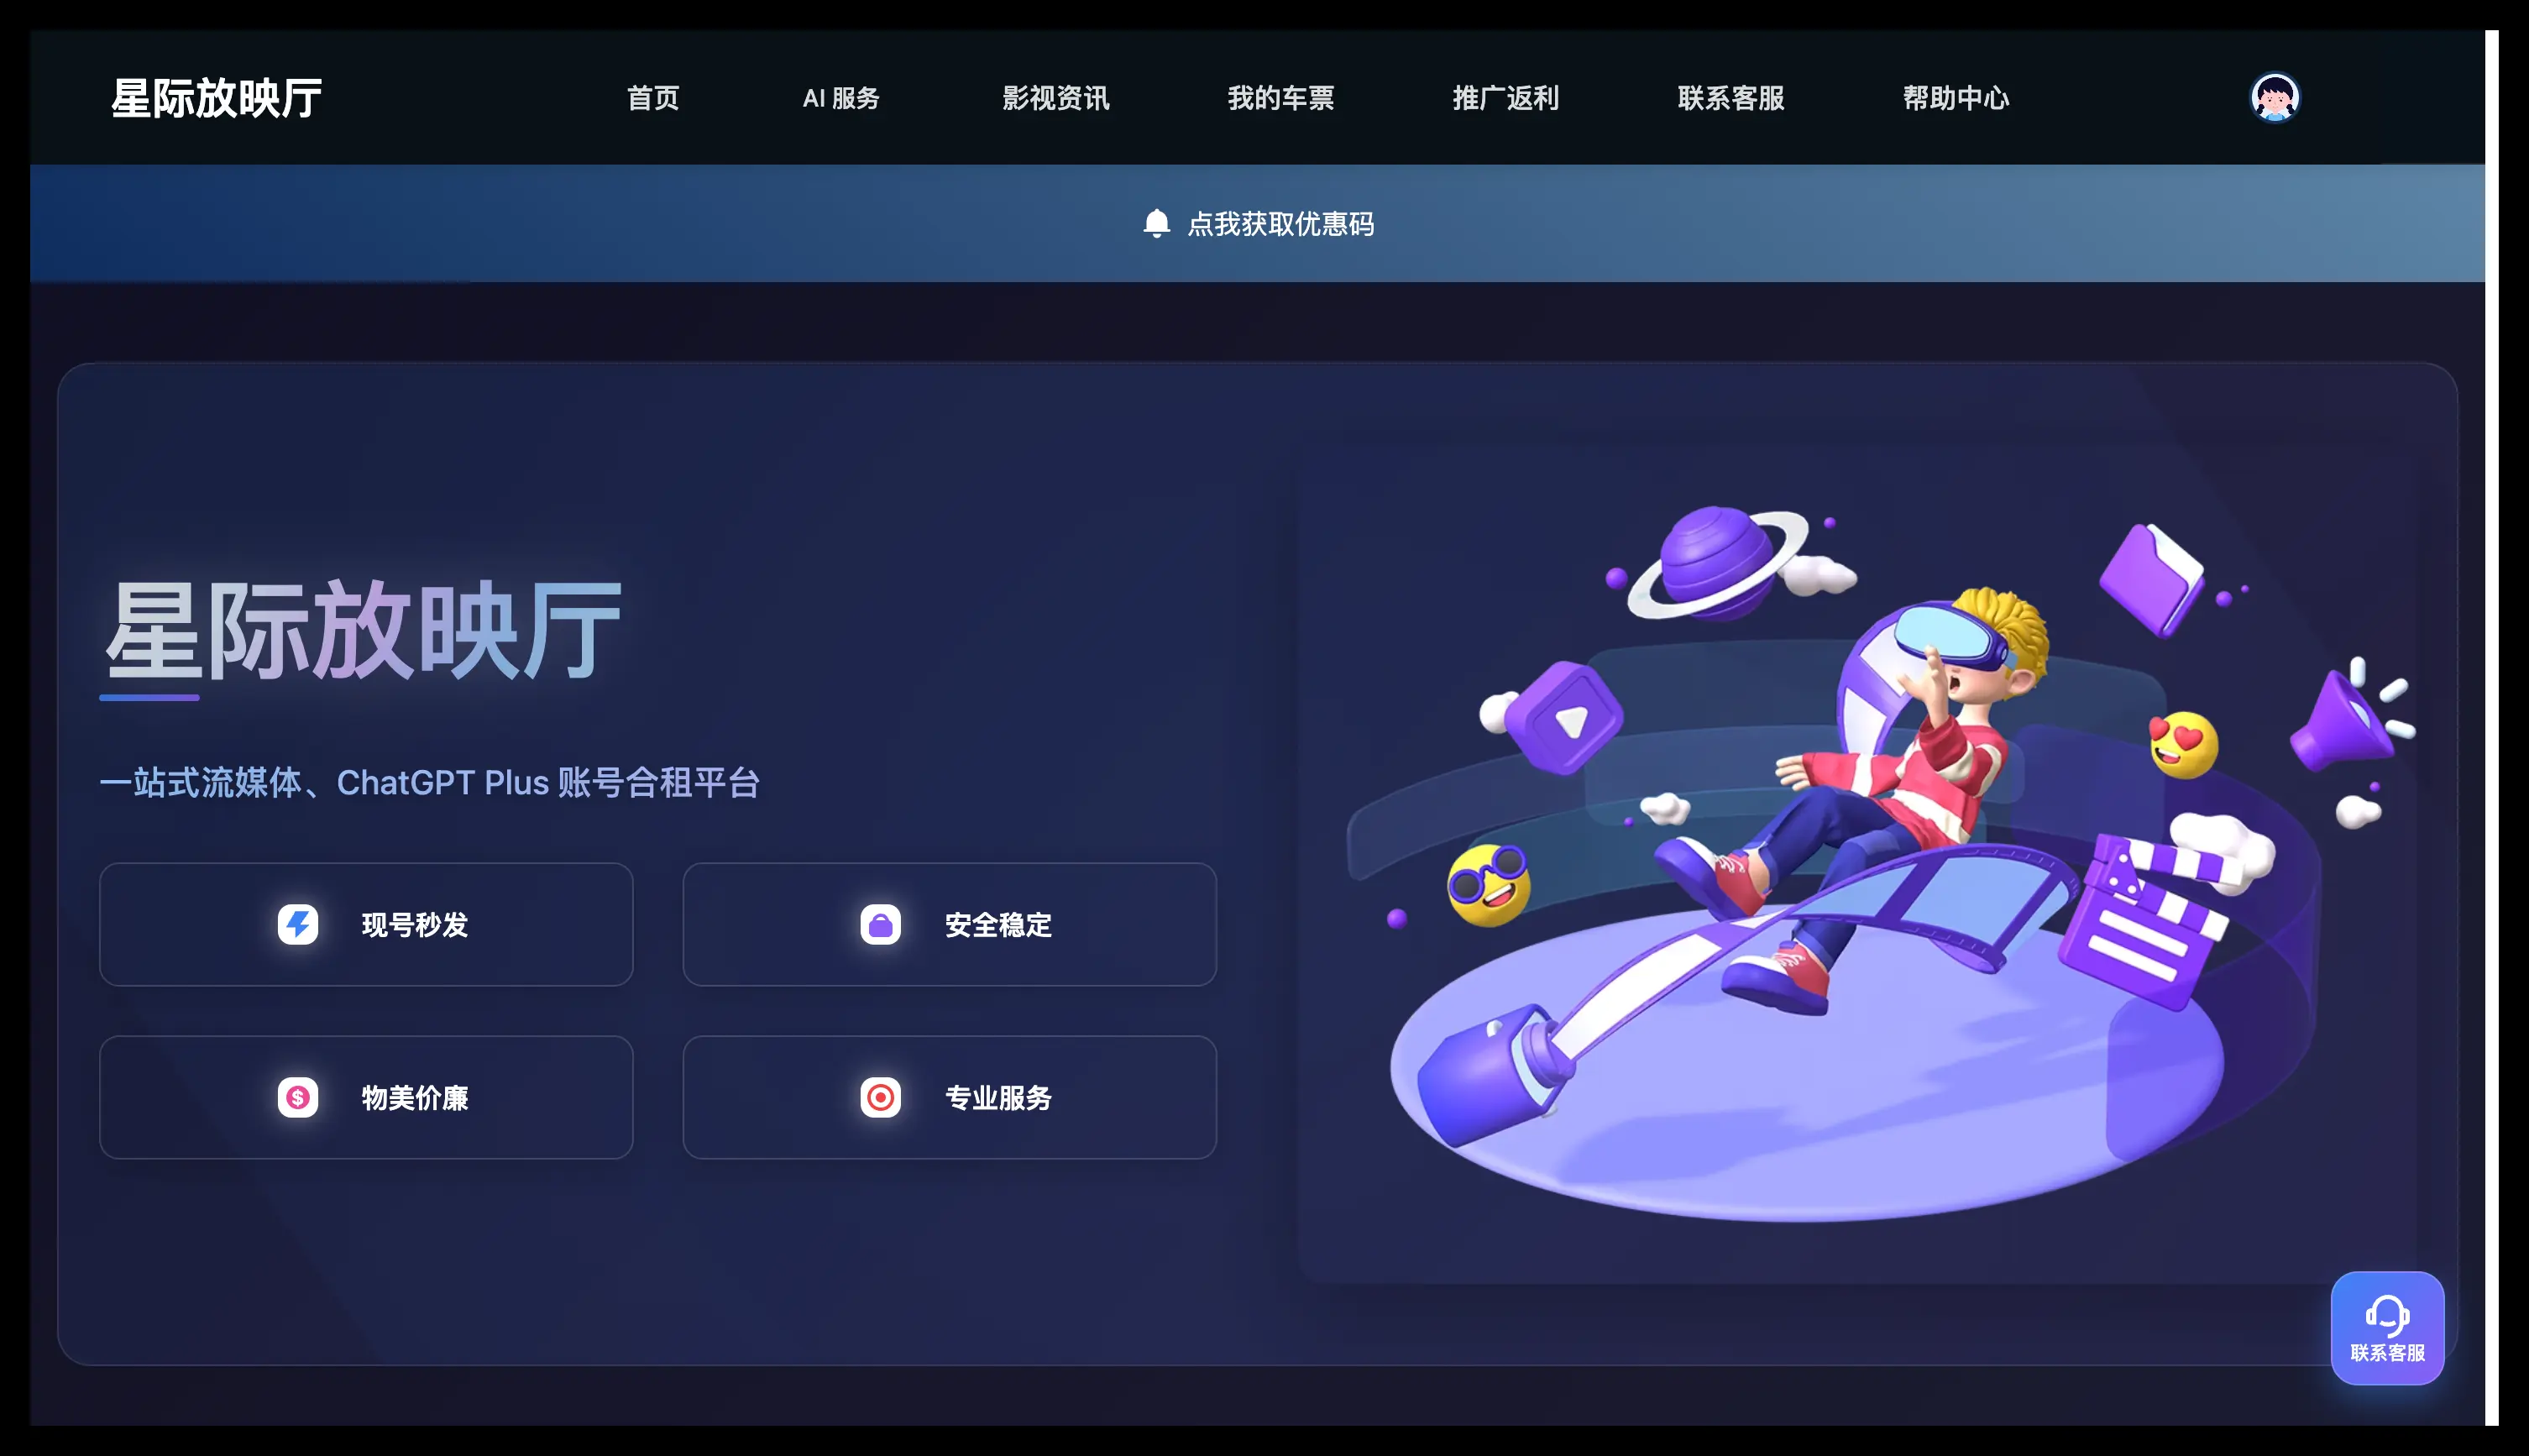 星际放映厅
首页 AI 服务 影视资讯 我的车票 推广返利 联系客服 帮助中心
点我获取优惠码
星际放映厅
一站式流媒体、ChatGPT Plus 账号合租平台
现号秒发 安全稳定
物美价廉 专业服务
联系客服